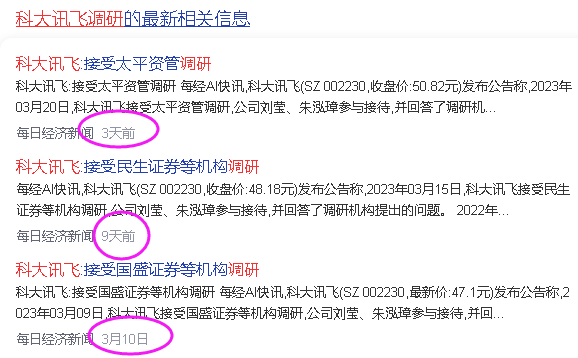 科大讯飞调研的最新相关信息
科大讯飞:接受太平资管调研
科大讯飞:接受太平资管调研 每经AI快讯,科大讯飞(SZ 002230,收盘价:50.82元)发布公告称,2023年
03月20日,科大讯飞接受太平资管调研,公司刘莹、朱泓璋参与接待,并回答了调研机...
每日经济新闻 3天前
科大讯飞:接受民生证券等机构调研
每经AI快讯,科大讯飞(SZ 002230,收盘价:48.18元)发布公告称,2023年03月15日,科大讯飞接受民生
证券等机构调研,公司刘莹、朱泓璋参与接待,并回答了调研机构提出的问题。 2022年...
每日经济新闻 9天前
科大讯飞:接受国盛证券等机构调研
科大讯飞:接受国盛证券等机构调研 每经AI快讯,科大讯飞(SZ 002230,最新价:47.1元)发布公告称,2
023年03月09日,科大讯飞接受国盛证券等机构调研,公司刘莹、朱泓璋参与接待,并回...
每日经济新闻 3月10日